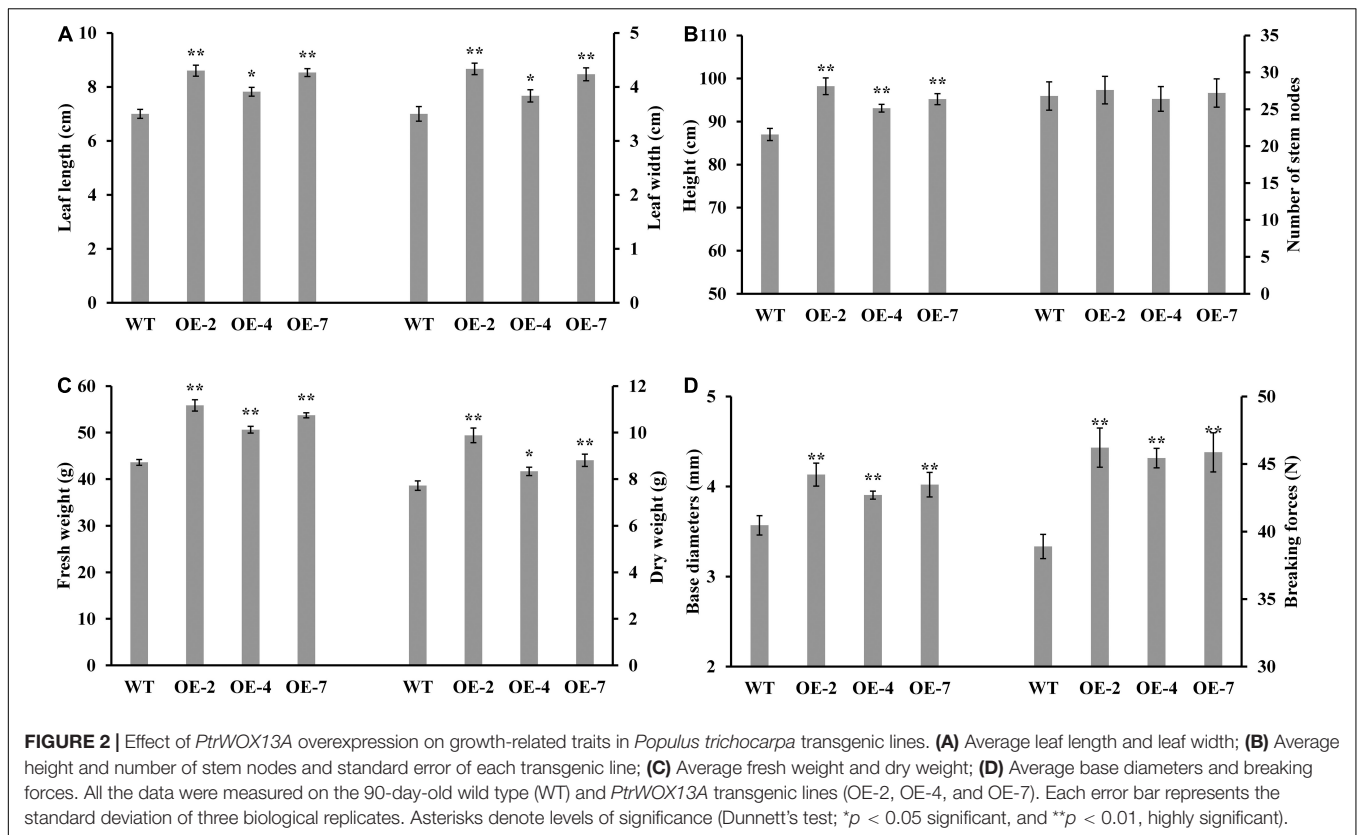 A
Leaf length (cm)
10
8
6
4
2
0
** * **
** * **
5
4
3
2
1
0
Leaf width (cm)
WT OE-2 OE-4 OE-7 WT OE-2 OE-4 OE-7
B
Height (cm)
110
100
90
80
70
60
50
** ** **
35
30
25
20
15
10
5
0
Number of stem nodes
WT OE-2 OE-4 OE-7 WT OE-2 OE-4 OE-7
C
Fresh weight (g)
60
50
40
30
20
10
0
** ** **
** * **
12
10
8
6
4
2
0
Dry weight (g)
WT OE-2 OE-4 OE-7 WT OE-2 OE-4 OE-7
D
Base diameters (mm)
5
4
3
2
** ** **
** ** **
50
45
40
35
30
Breaking forces (N)
WT OE-2 OE-4 OE-7 WT OE-2 OE-4 OE-7
FIGURE 2 | Effect of PtrWOX13A overexpression on growth-related traits in Populus trichocarpa transgenic lines. (A) Average leaf length and leaf width; (B) Average
height and number of stem nodes and standard error of each transgenic line; (C) Average fresh weight and dry weight; (D) Average base diameters and breaking
forces. All the data were measured on the 90-day-old wild type (WT) and PtrWOX13A transgenic lines (OE-2, OE-4, and OE-7). Each error bar represents the
standard deviation of three biological replicates. Asterisks denote levels of significance (Dunnett's test; *p < 0.05 significant, and **p < 0.01, highly significant).